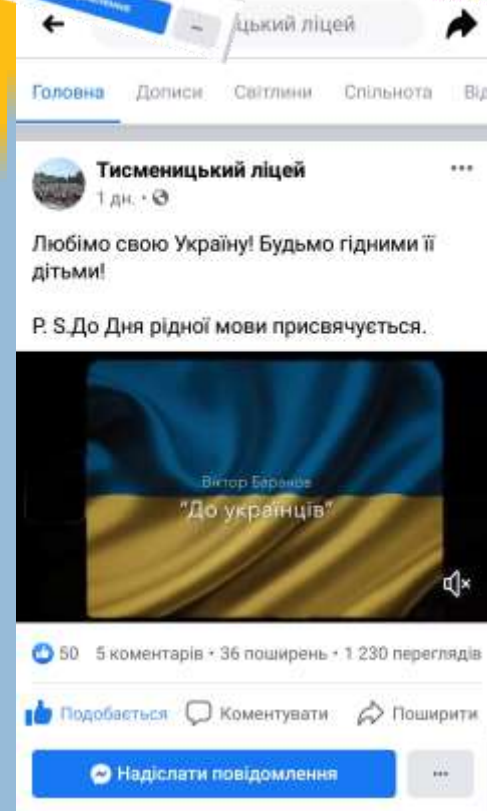 цький ліцей
Головна Дописи Світлини Спільнота Від
Тисменицький ліцей
1 дн.
Любімо свою Україну! Будьмо гідними її
дітьми!
P. S.До Дня рідної мови присвячується.
Віктор Баранов
"До українців"
50 5 коментарів • 36 поширень • 1 230 переглядів
Подобається Коментувати Поширити
Надіслати повідомлення